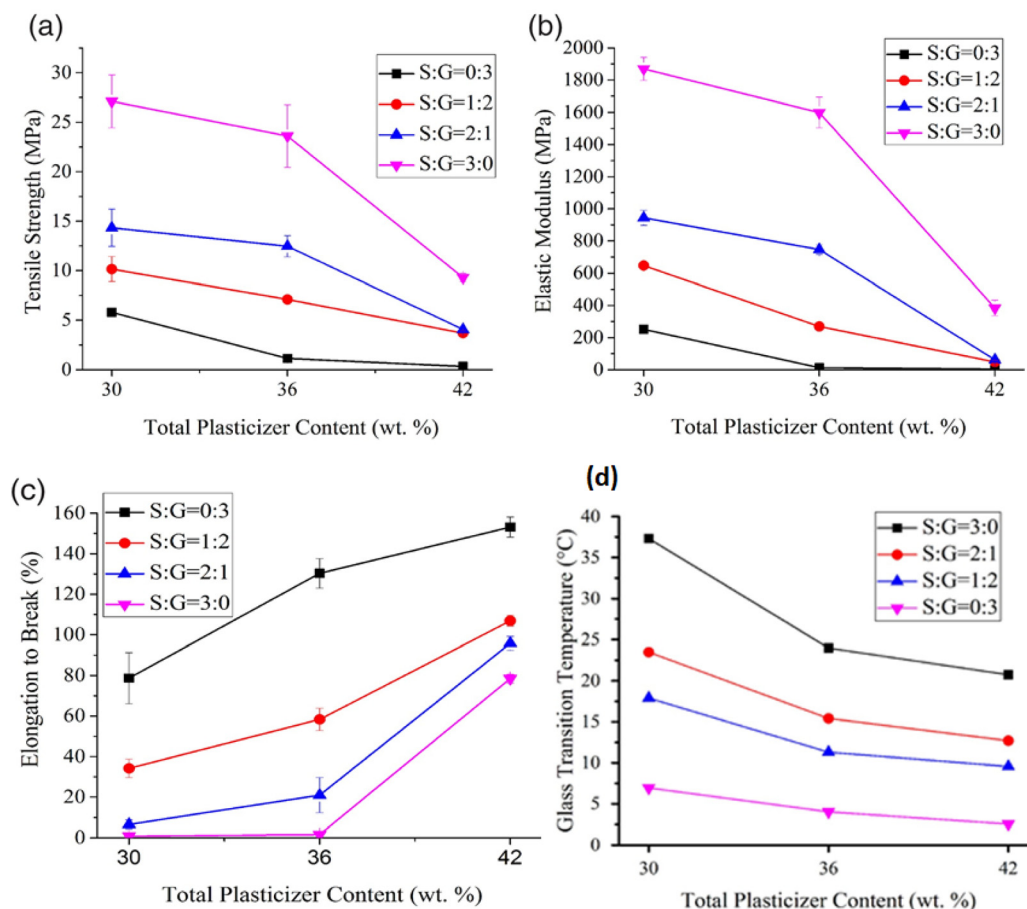 (a)
S:G=0:3
S:G=1:2
S:G=2:1
S:G=3:0
Tensile Strength (MPa)
30
25
20
15
10
5
0
30 36 42
Total Plasticizer Content (wt. %)
(b)
S:G=0:3
S:G=1:2
S:G=2:1
S:G=3:0
Elastic Modulus (MPa)
2000
1800
1600
1400
1200
1000
800
600
400
200
0
30 36 42
Total Plasticizer Content (wt. %)
(c)
S:G=0:3
S:G=1:2
S:G=2:1
S:G=3:0
Elongation to Break (%)
160
140
120
100
80
60
40
20
0
30 36 42
Total Plasticizer Content (wt. %)
(d)
S:G=3:0
S:G=2:1
S:G=1:2
S:G=0:3
Glass Transition Temperature (°C)
40
35
30
25
20
15
10
5
0
30 36 42
Total Plasticizer Content (wt. %)